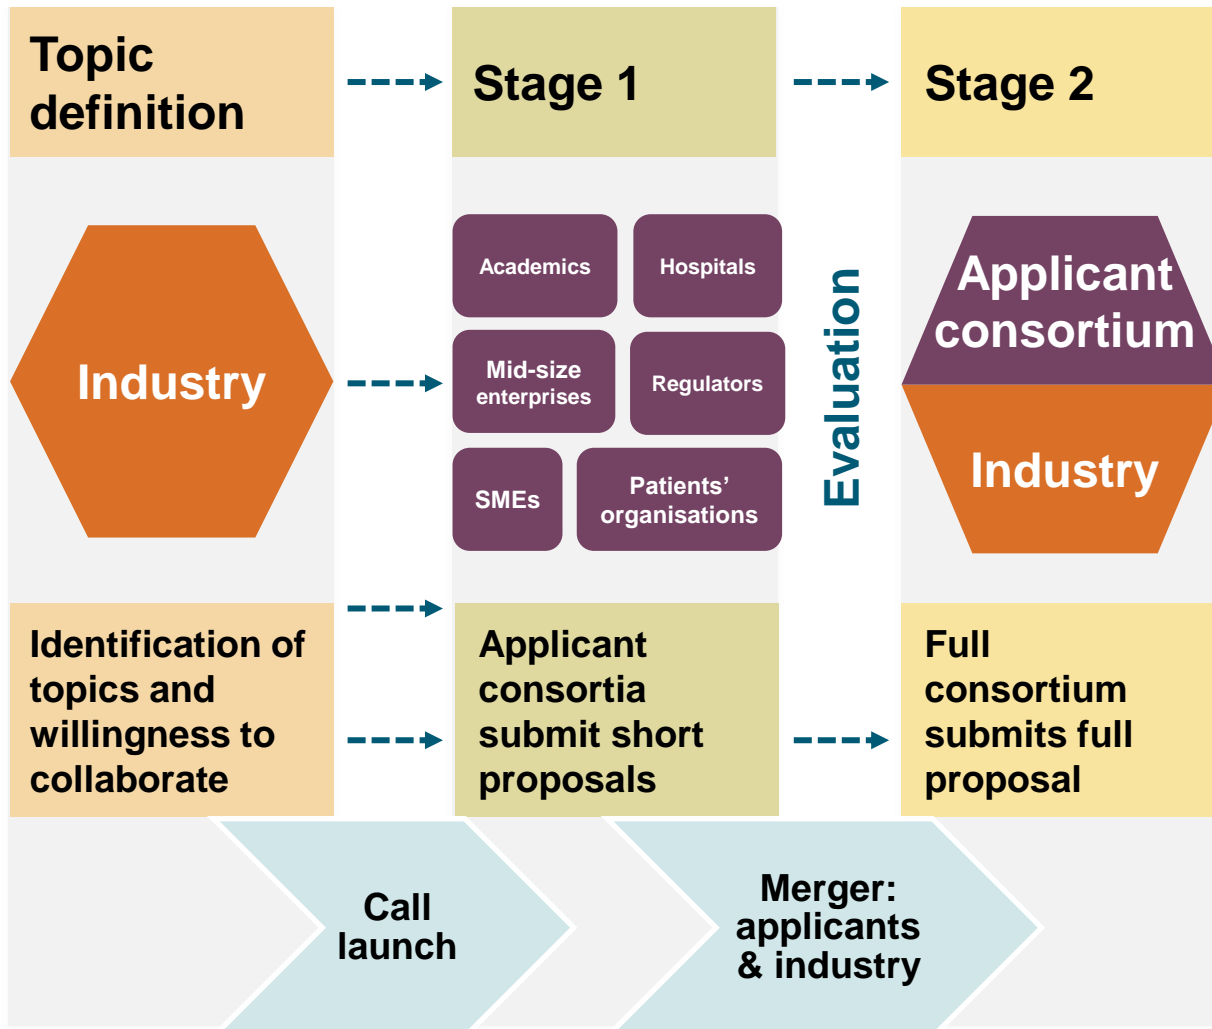 Topic
definition
Stage 1
Stage 2
Industry
Academics
Hospitals
Mid-size
enterprises
Regulators
SMEs
Patients’
organisations
Evaluation
Applicant
consortium
Industry
Identification of
topics and
willingness to
collaborate
Applicant
consortia
submit short
proposals
Full
consortium
submits full
proposal
Call
launch
Merger:
applicants
& industry